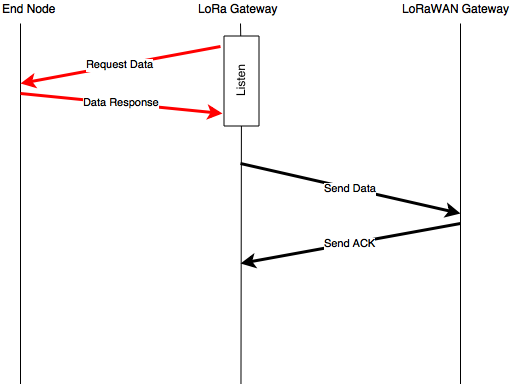 End Node
LoRa Gateway
LoRaWAN Gateway
Request Data
Listen
Data Response
Send Data
Send ACK